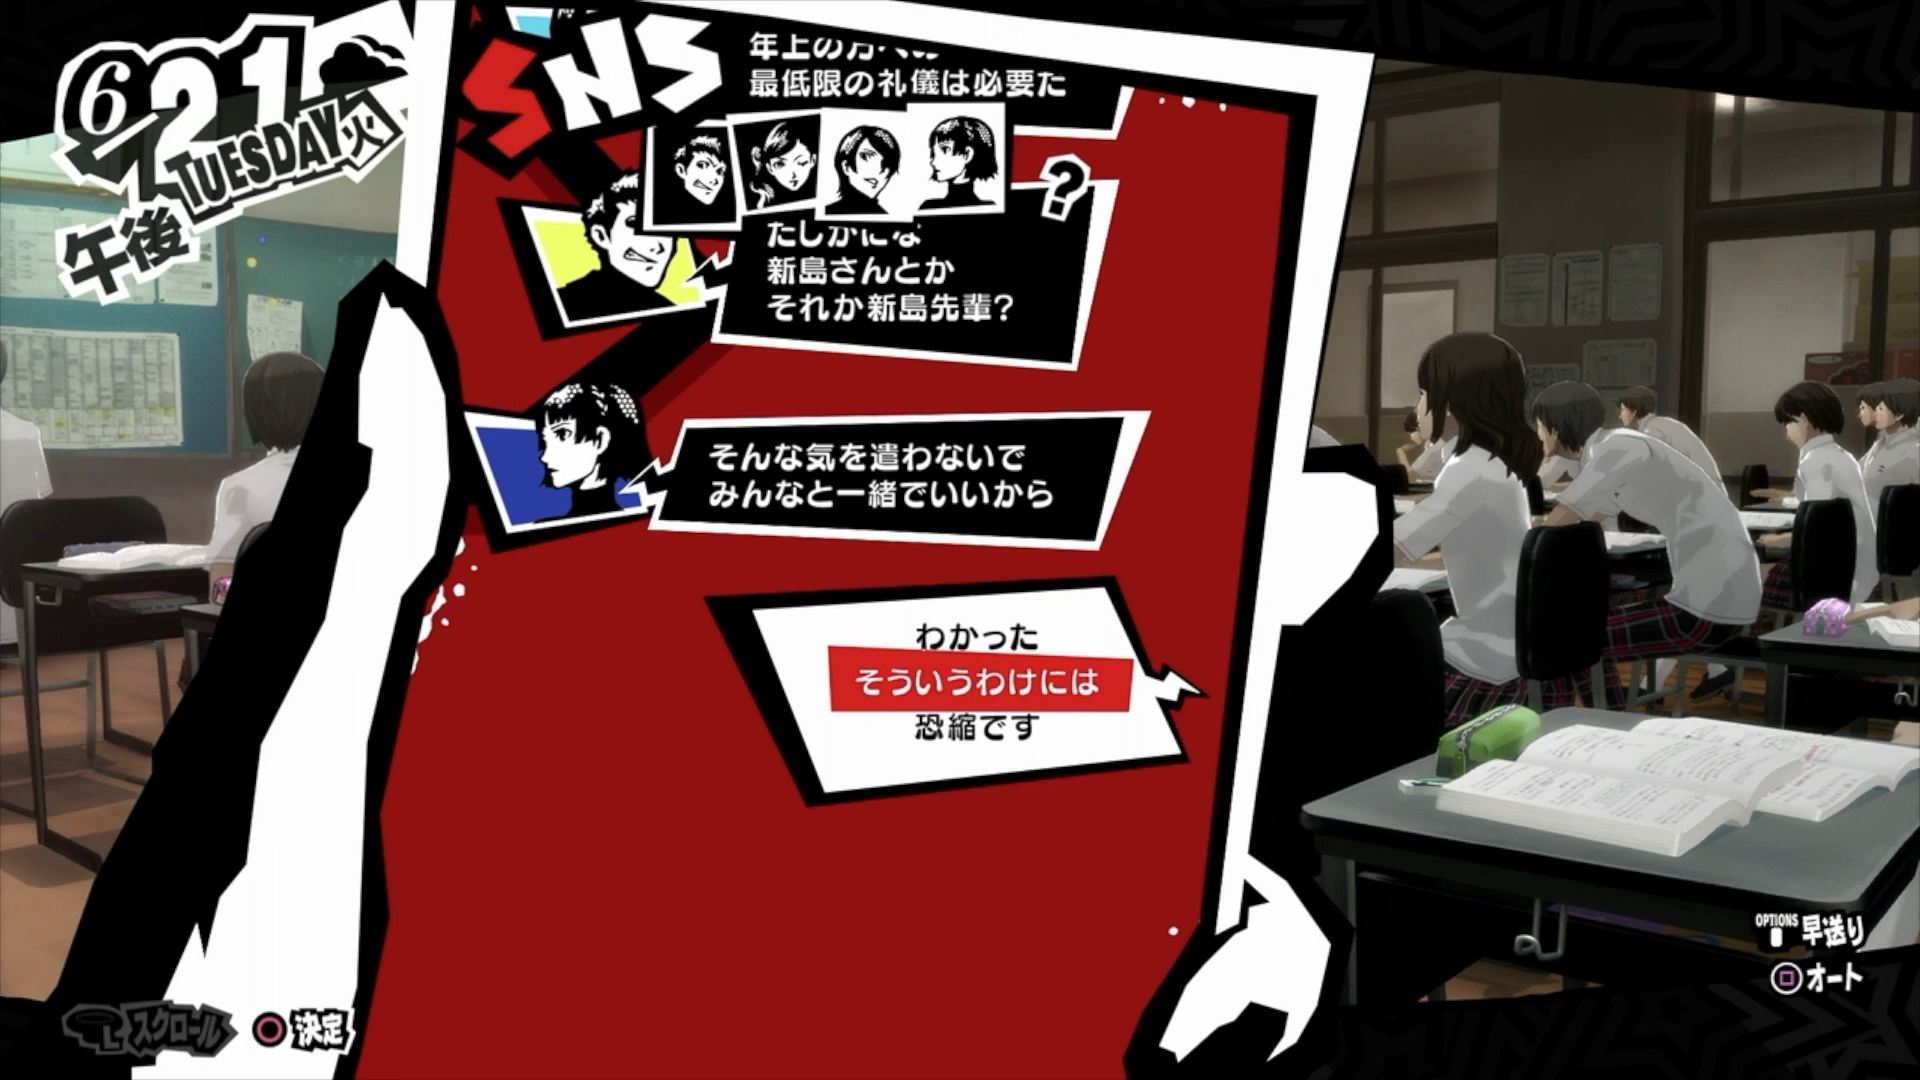 6/21
TUESDAY 火
午後
SNS
年上の方への
最低限の礼儀は必要だ
?
たしかにな
新島さんとか
それか新島先輩?
そんな気を遣わないで
みんなと一緒でいいから
わかった
そういうわけには
恐縮です
OPTIONS 早送り
オート
L スクロール
決定